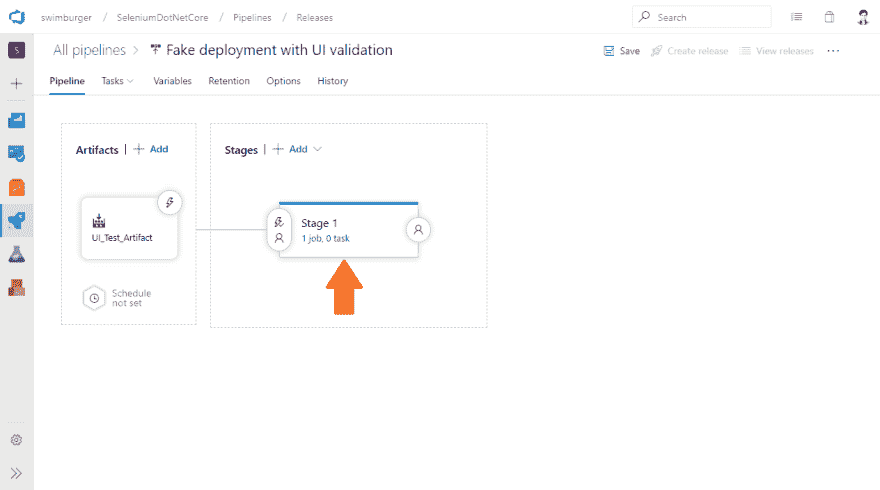 swimburger / SeleniumDotNetCore / Pipelines / Releases
Search
S
All pipelines > Fake deployment with UI validation
Save Create release View releases ...
Pipeline Tasks Variables Retention Options History
Artifacts | + Add
Stages | + Add
UI_Test_Artifact
Stage 1
1 job, 0 task
Schedule
not set